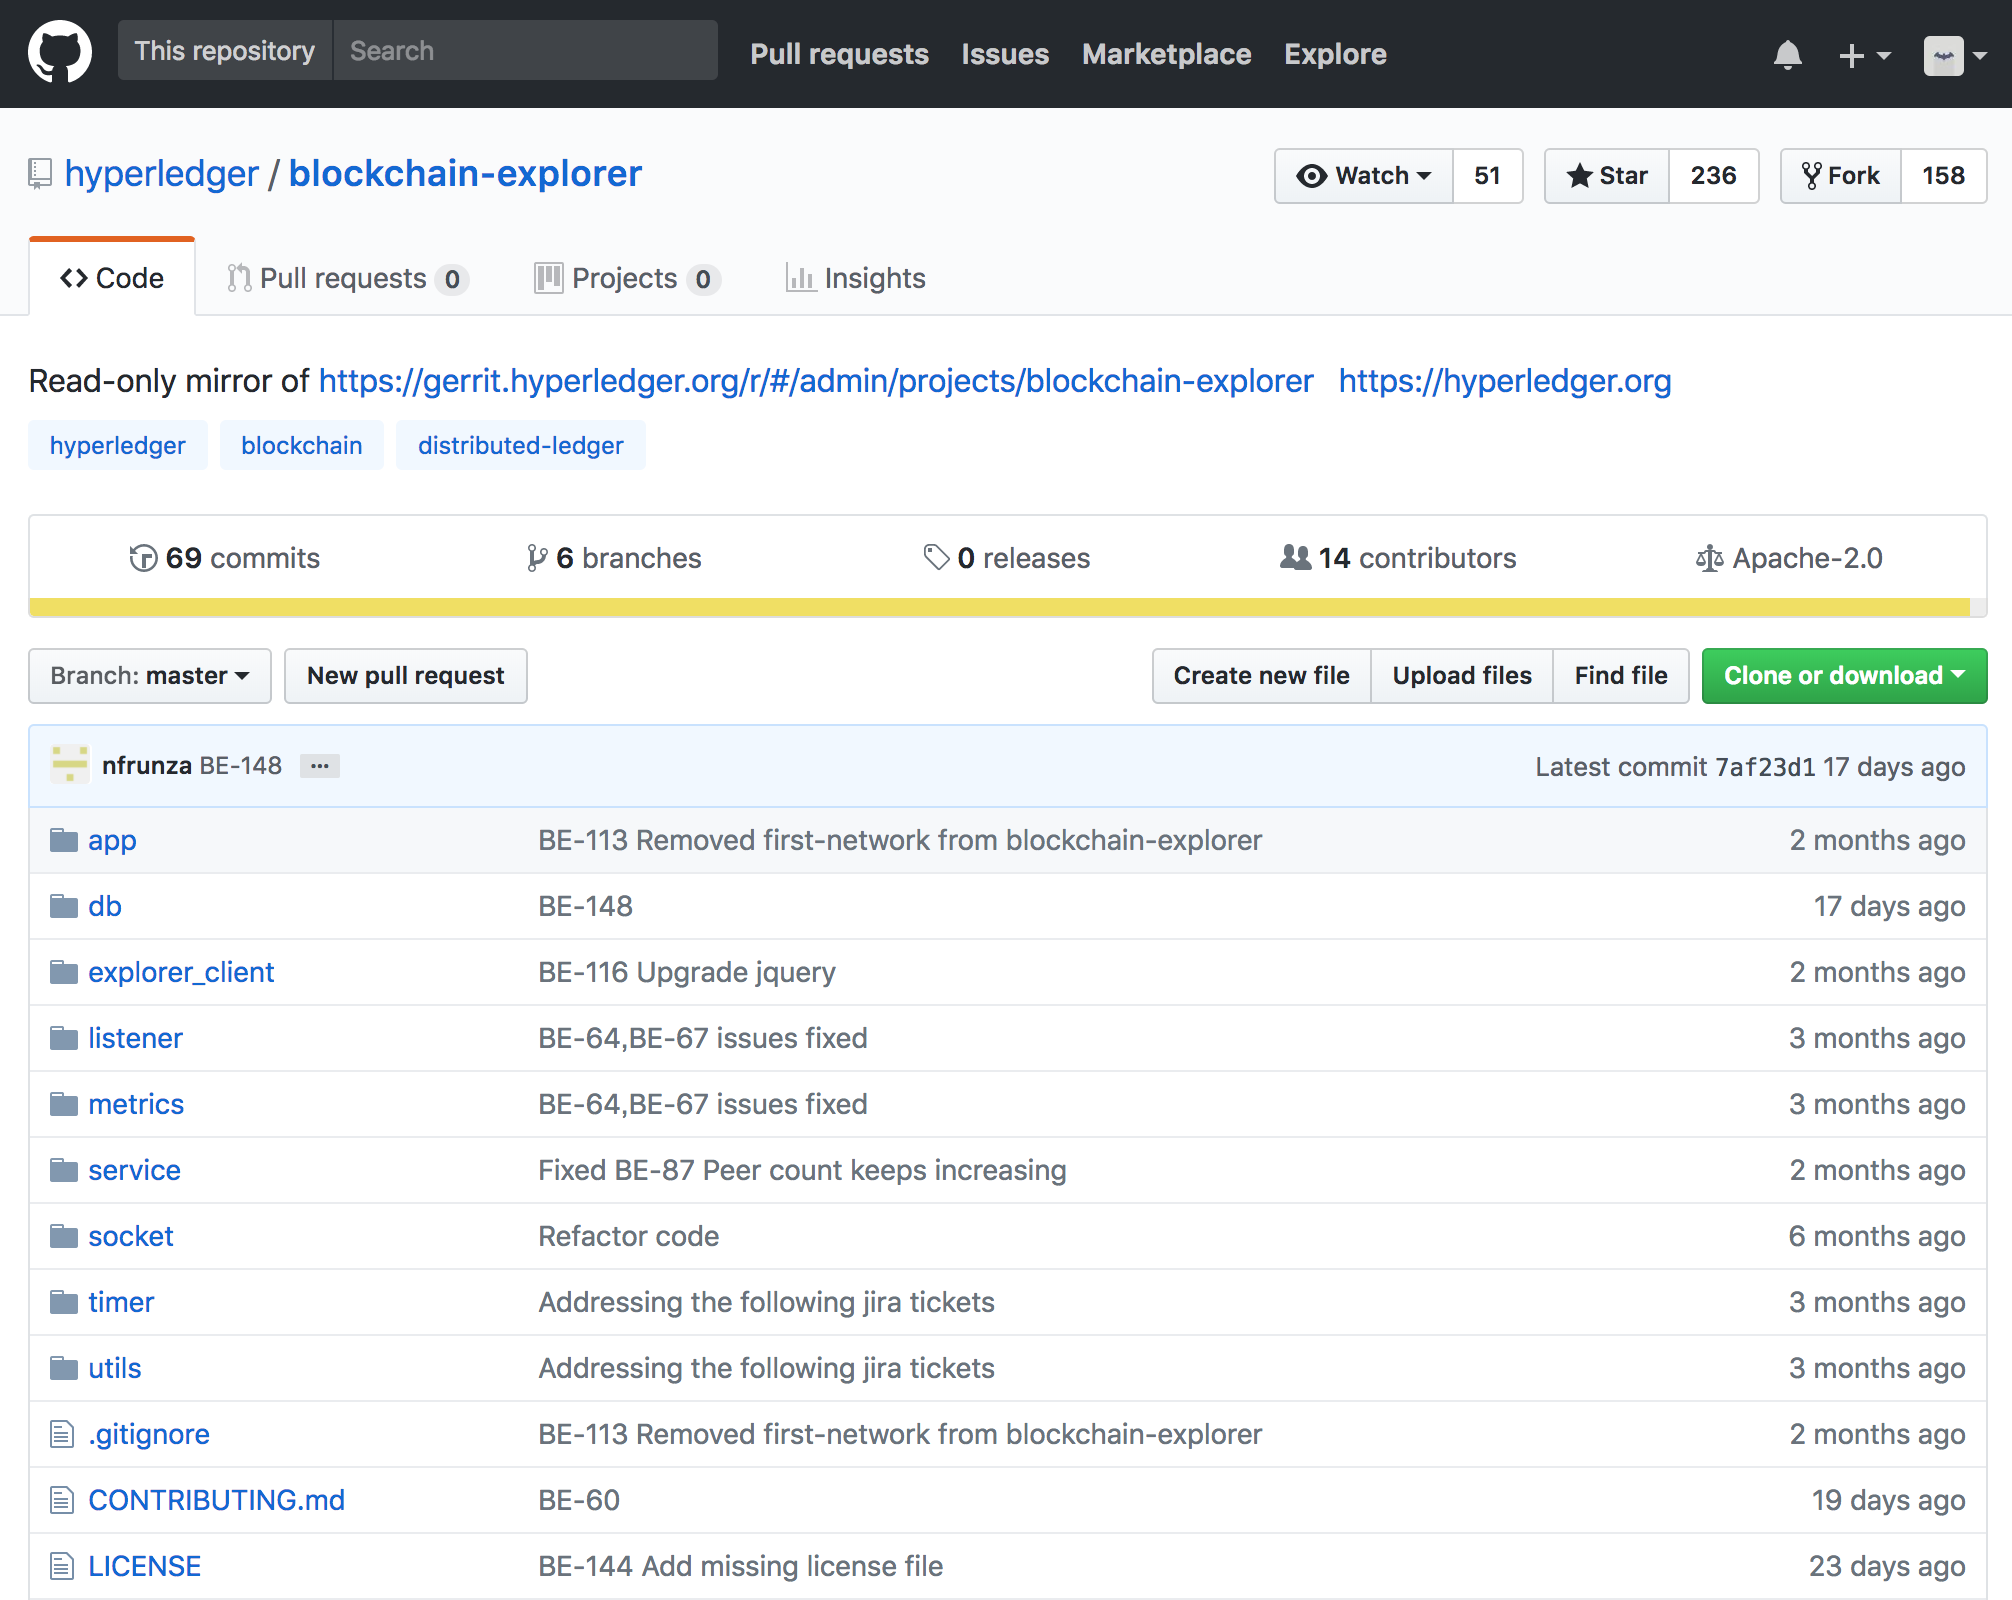 This repository Search Pull requests Issues Marketplace Explore
hyperledger / blockchain-explorer Watch 51 Star 236 Fork 158
Code Pull requests 0 Projects 0 Insights
Read-only mirror of https://gerrit.hyperledger.org/r/#/admin/projects/blockchain-explorer https://hyperledger.org
hyperledger blockchain distributed-ledger
69 commits 6 branches 0 releases 14 contributors Apache-2.0
Branch: master New pull request Create new file Upload files Find file Clone or download
nfrunza BE-148 ... Latest commit 7af23d1 17 days ago
app BE-113 Removed first-network from blockchain-explorer 2 months ago
db BE-148 17 days ago
explorer_client BE-116 Upgrade jquery 2 months ago
listener BE-64,BE-67 issues fixed 3 months ago
metrics BE-64,BE-67 issues fixed 3 months ago
service Fixed BE-87 Peer count keeps increasing 2 months ago
socket Refactor code 6 months ago
timer Addressing the following jira tickets 3 months ago
utils Addressing the following jira tickets 3 months ago
.gitignore BE-113 Removed first-network from blockchain-explorer 2 months ago
CONTRIBUTING.md BE-60 19 days ago
LICENSE BE-144 Add missing license file 23 days ago